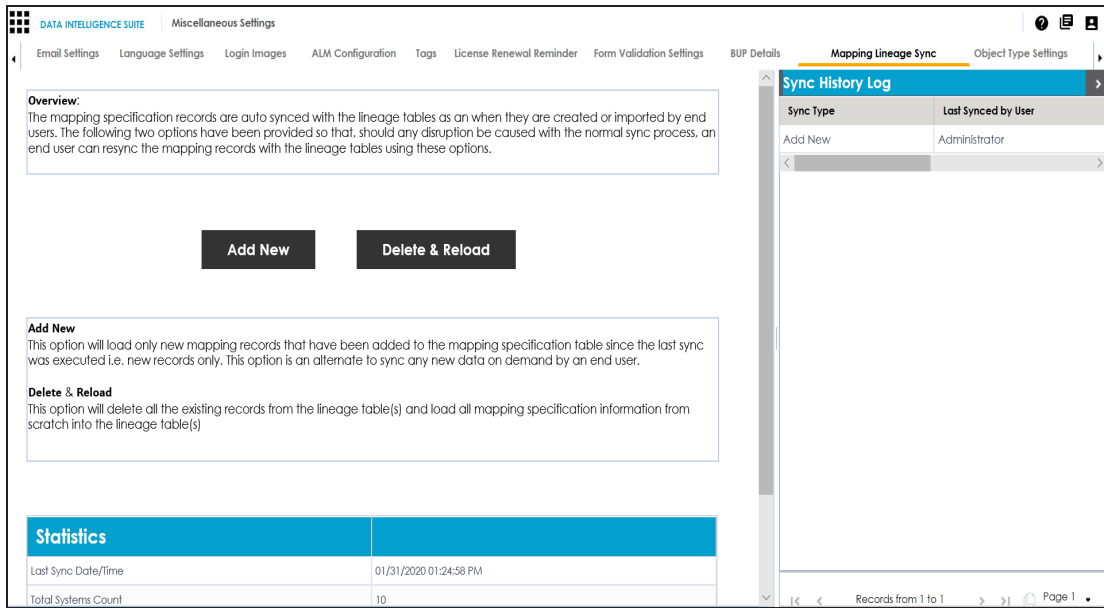 DATA INTELLIGENCE SUITE Miscellaneous Settings
Email Settings Language Settings Login Images ALM Configuration Tags License Renewal Reminder Form Validation Settings BUP Details Mapping Lineage Sync Object Type Settings
Overview:
The mapping specification records are auto synced with the lineage tables as an when they are created or imported by end
users. The following two options have been provided so that, should any disruption be caused with the normal sync process, an
end user can resync the mapping records with the lineage tables using these options.
Add New Delete & Reload
Add New
This option will load only new mapping records that have been added to the mapping specification table since the last sync
was executed i.e. new records only. This option is an alternate to sync any new data on demand by an end user.
Delete & Reload
This option will delete all the existing records from the lineage table(s) and load all mapping specification information from
scratch into the lineage table(s)
Statistics
Last Sync Date/Time 01/31/2020 01:24:58 PM
Total Systems Count 10
Sync History Log
Sync Type Last Synced by User
Add New Administrator
Records from 1 to 1 Page 1